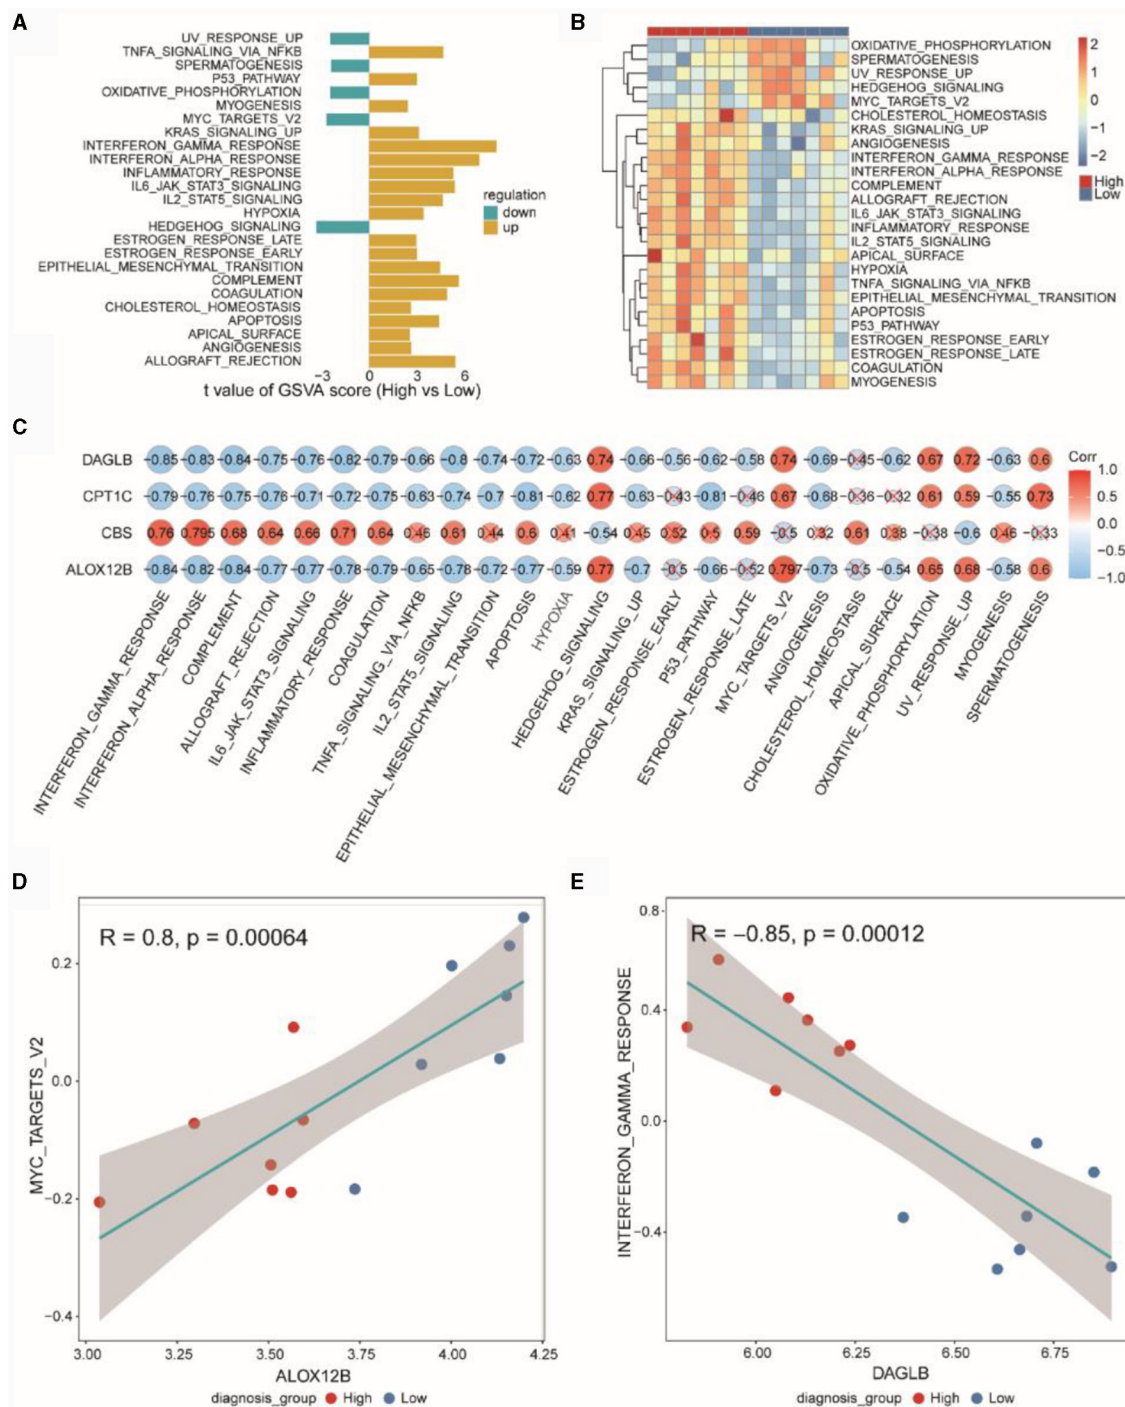 A
UV_RESPONSE_UP
TNFA_SIGNALING_VIA_NFKB
SPERMATOGENESIS
P53_PATHWAY
OXIDATIVE_PHOSPHORYLATION
MYOGENESIS
MYC_TARGETS_V2
KRAS_SIGNALING_UP
INTERFERON_GAMMA_RESPONSE
INTERFERON_ALPHA_RESPONSE
INFLAMMATORY_RESPONSE
IL6_JAK_STAT3_SIGNALING
IL2_STAT5_SIGNALING
HYPOXIA
HEDGEHOG_SIGNALING
ESTROGEN_RESPONSE_LATE
ESTROGEN_RESPONSE_EARLY
EPITHELIAL_MESENCHYMAL_TRANSITION
COMPLEMENT
COAGULATION
CHOLESTEROL_HOMEOSTASIS
APOPTOSIS
APICAL_SURFACE
ANGIOGENESIS
ALLOGRAFT_REJECTION
−3 0 3 6
t value of GSVA score (High vs Low)
regulation
down
up
B
OXIDATIVE_PHOSPHORYLATION
SPERMATOGENESIS
UV_RESPONSE_UP
HEDGEHOG_SIGNALING
MYC_TARGETS_V2
CHOLESTEROL_HOMEOSTASIS
KRAS_SIGNALING_UP
ANGIOGENESIS
INTERFERON_GAMMA_RESPONSE
INTERFERON_ALPHA_RESPONSE
COMPLEMENT
ALLOGRAFT_REJECTION
IL6_JAK_STAT3_SIGNALING
INFLAMMATORY_RESPONSE
IL2_STAT5_SIGNALING
APICAL_SURFACE
HYPOXIA
TNFA_SIGNALING_VIA_NFKB
EPITHELIAL_MESENCHYMAL_TRANSITION
APOPTOSIS
P53_PATHWAY
ESTROGEN_RESPONSE_EARLY
ESTROGEN_RESPONSE_LATE
COAGULATION
MYOGENESIS
2
1
0
−1
−2
High
Low
C
DAGLB −0.85 −0.83 −0.84 −0.75 −0.76 −0.82 −0.79 −0.66 −0.8 −0.74 −0.72 −0.63 0.74 −0.66 −0.56 −0.62 −0.58 0.74 −0.69 −0.45 −0.62 0.67 0.72 −0.63 0.6
CPT1C −0.79 −0.76 −0.75 −0.76 −0.71 −0.72 −0.75 −0.63 −0.74 −0.7 −0.81 −0.62 0.77 −0.63 −0.43 −0.81 −0.46 0.67 −0.68 −0.36 −0.32 0.61 0.59 −0.55 0.73
CBS 0.76 0.795 0.68 0.64 0.66 0.71 0.64 0.46 0.61 0.44 0.6 0.41 −0.54 0.45 0.52 0.5 0.59 −0.5 0.32 0.61 0.38 −0.38 −0.6 0.46 −0.33
ALOX12B −0.84 −0.82 −0.84 −0.77 −0.77 −0.78 −0.79 −0.65 −0.78 −0.72 −0.77 −0.59 0.77 −0.7 −0.5 −0.66 −0.52 0.797 −0.73 −0.5 −0.54 0.65 0.68 −0.58 0.6
INTERFERON_GAMMA_RESPONSE
INTERFERON_ALPHA_RESPONSE
COMPLEMENT
ALLOGRAFT_REJECTION
IL6_JAK_STAT3_SIGNALING
INFLAMMATORY_RESPONSE
COAGULATION
TNFA_SIGNALING_VIA_NFKB
IL2_STAT5_SIGNALING
EPITHELIAL_MESENCHYMAL_TRANSITION
APOPTOSIS
HYPOXIA
HEDGEHOG_SIGNALING
KRAS_SIGNALING_UP
ESTROGEN_RESPONSE_EARLY
P53_PATHWAY
ESTROGEN_RESPONSE_LATE
MYC_TARGETS_V2
ANGIOGENESIS
CHOLESTEROL_HOMEOSTASIS
APICAL_SURFACE
OXIDATIVE_PHOSPHORYLATION
UV_RESPONSE_UP
MYOGENESIS
SPERMATOGENESIS
Corr
1.0
0.5
0.0
−0.5
−1.0
D
R = 0.8, p = 0.00064
MYC_TARGETS_V2
0.2
0.0
−0.2
−0.4
3.00 3.25 3.50 3.75 4.00 4.25
ALOX12B
diagnosis_group High Low
E
R = −0.85, p = 0.00012
INTERFERON_GAMMA_RESPONSE
0.8
0.4
0.0
−0.4
6.00 6.25 6.50 6.75
DAGLB
diagnosis_group High Low